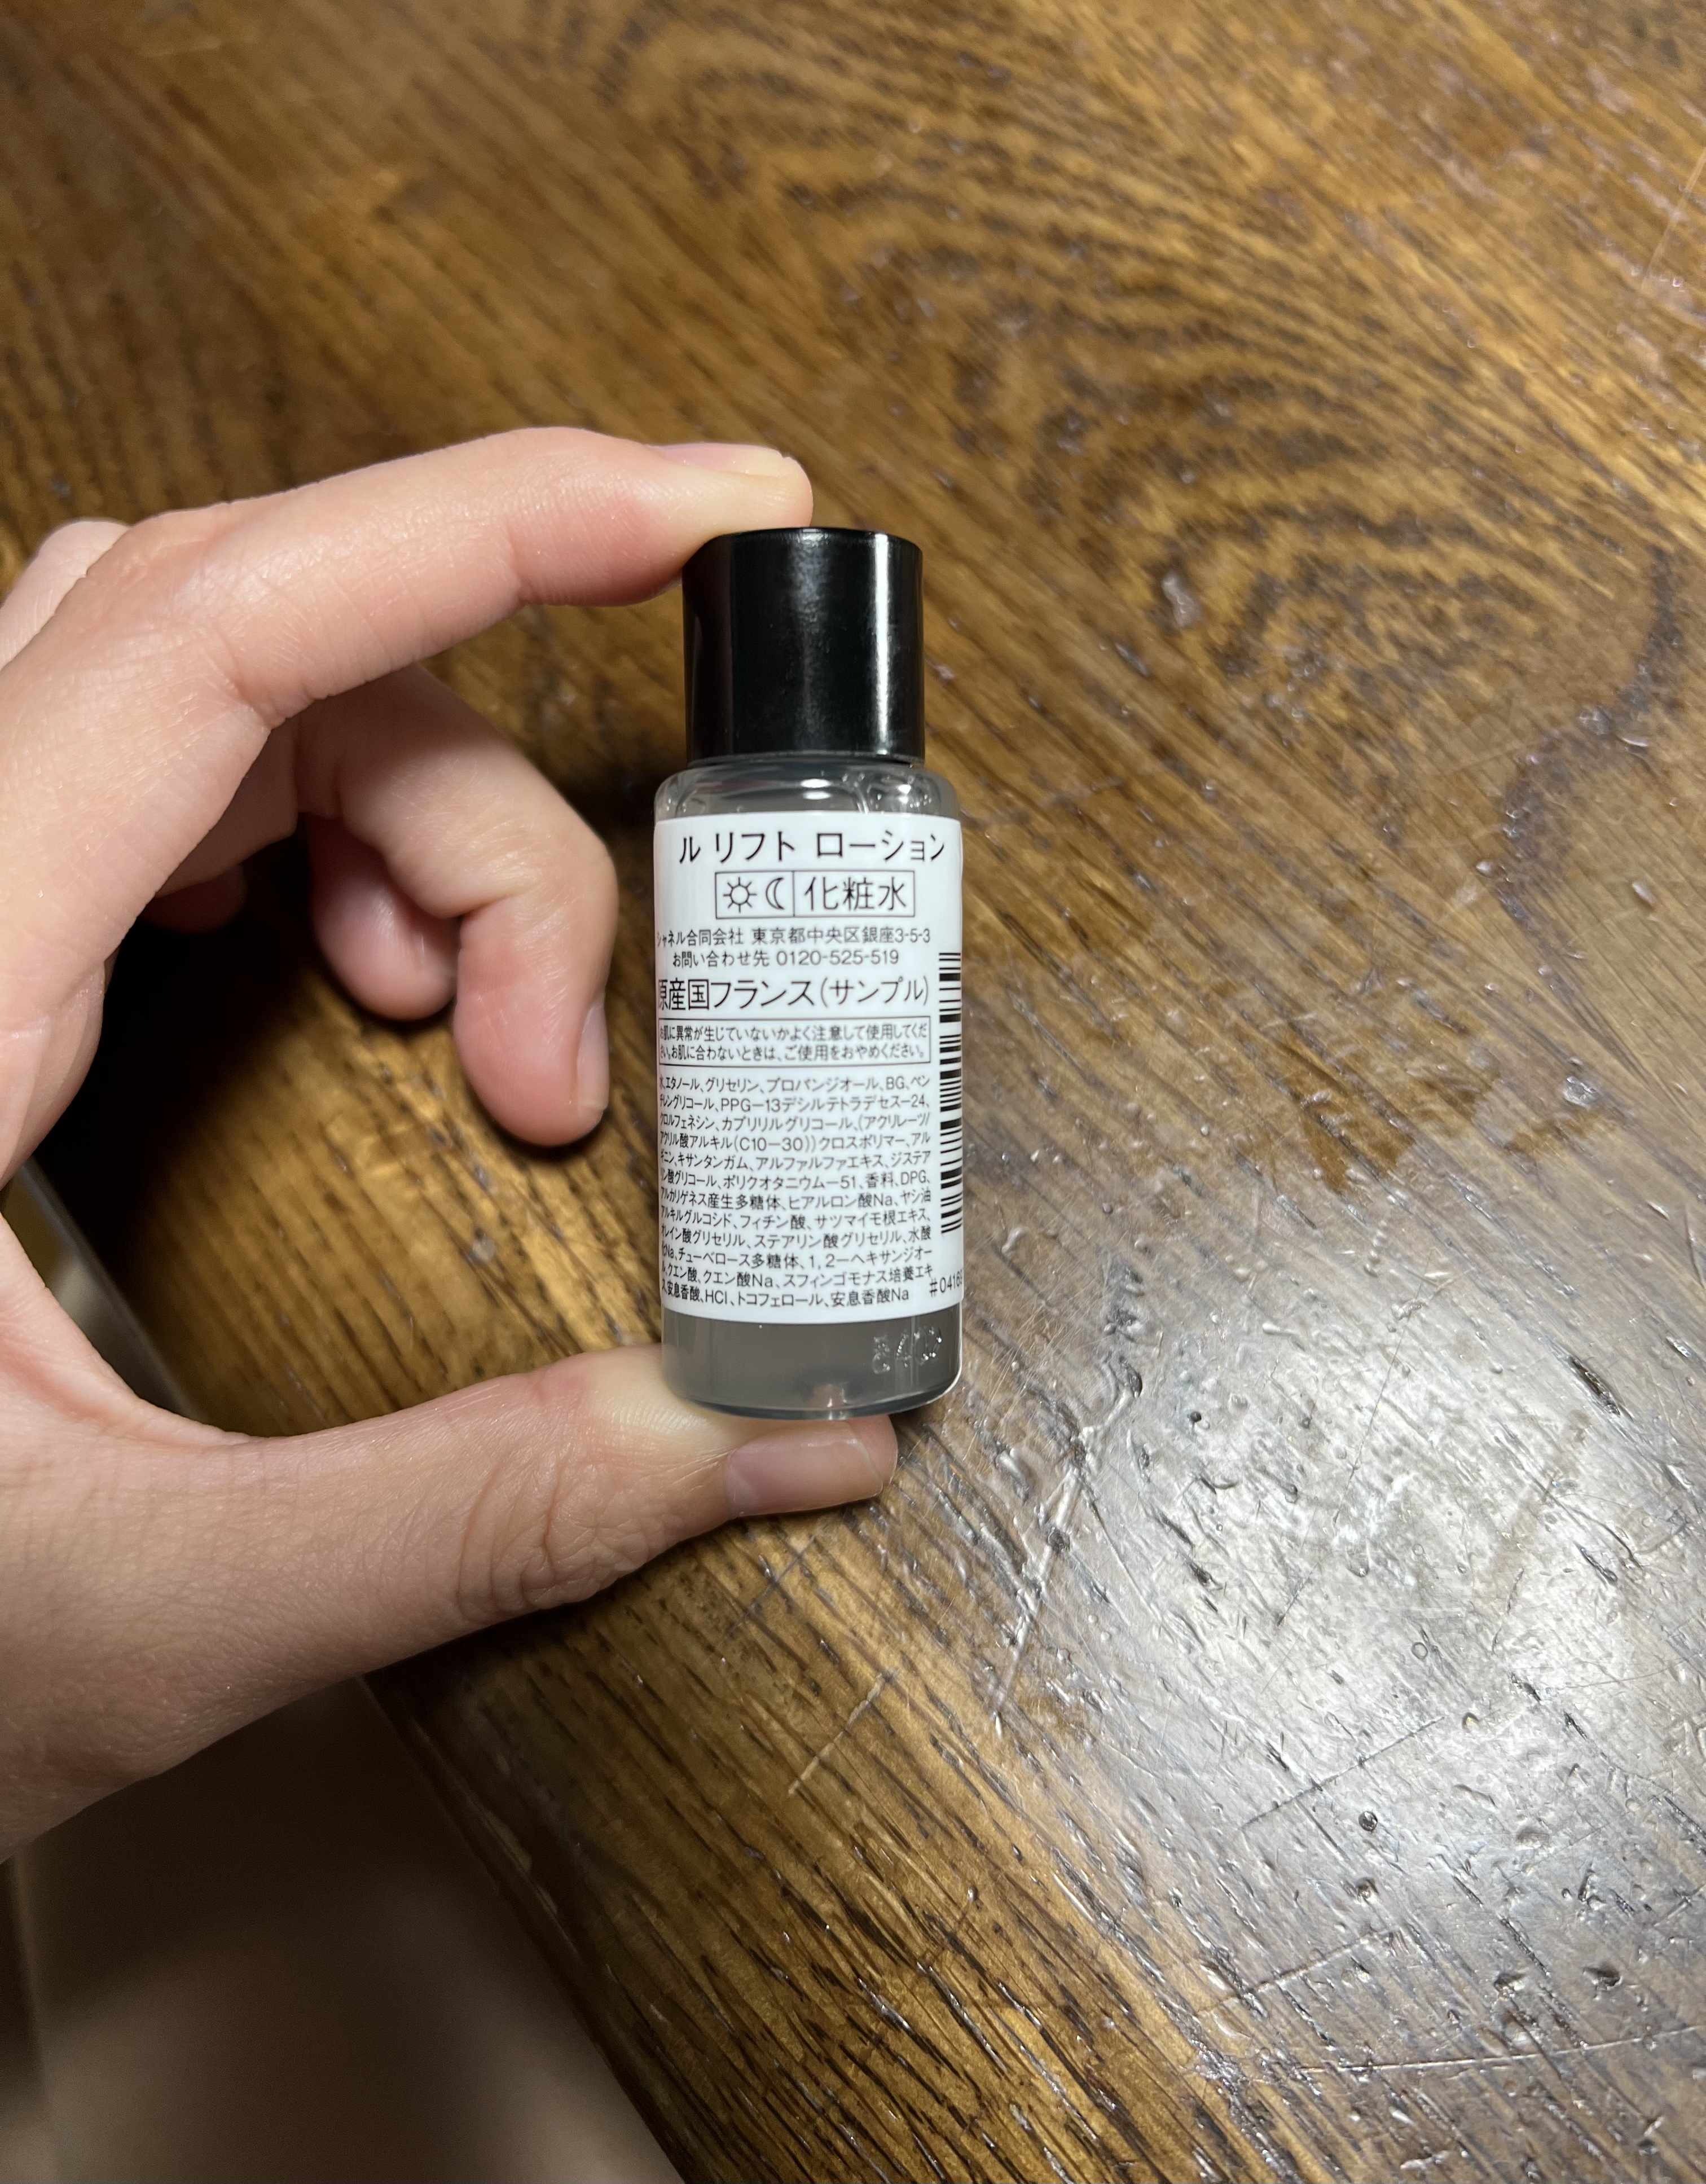 ル リフト ローション
化粧水
シャネル合同会社 東京都中央区銀座3-5-3
お問い合わせ先 0120-525-519
原産国フランス(サンプル)
お肌に異常が生じていないかよく注意して使用してくだ
さい。お肌に合わないときは、ご使用をおやめください。
水、エタノール、グリセリン、プロパンジオール、BG、ペン
チレングリコール、PPG－13デシルテトラデセス－24、
クロルフェネシン、カプリリルグリコール、(アクリレーツ/
アクリル酸アルキル(C10－30))クロスポリマー、アル
ギニン、キサンタンガム、アルファルファエキス、ジステア
リン酸グリコール、ポリクオタニウム－51、香料、DPG、
アルカリゲネス産生多糖体、ヒアルロン酸Na、ヤシ油
アルキルグルコシド、フィチン酸、サツマイモ根エキス、
オレイン酸グリセリル、ステアリン酸グリセリル、水酸
化Na、チューベロース多糖体、1，2－ヘキサンジオー
ル、クエン酸、クエン酸Na、スフィンゴモナス培養エキ
ス、安息香酸、HCl、トコフェロール、安息香酸Na